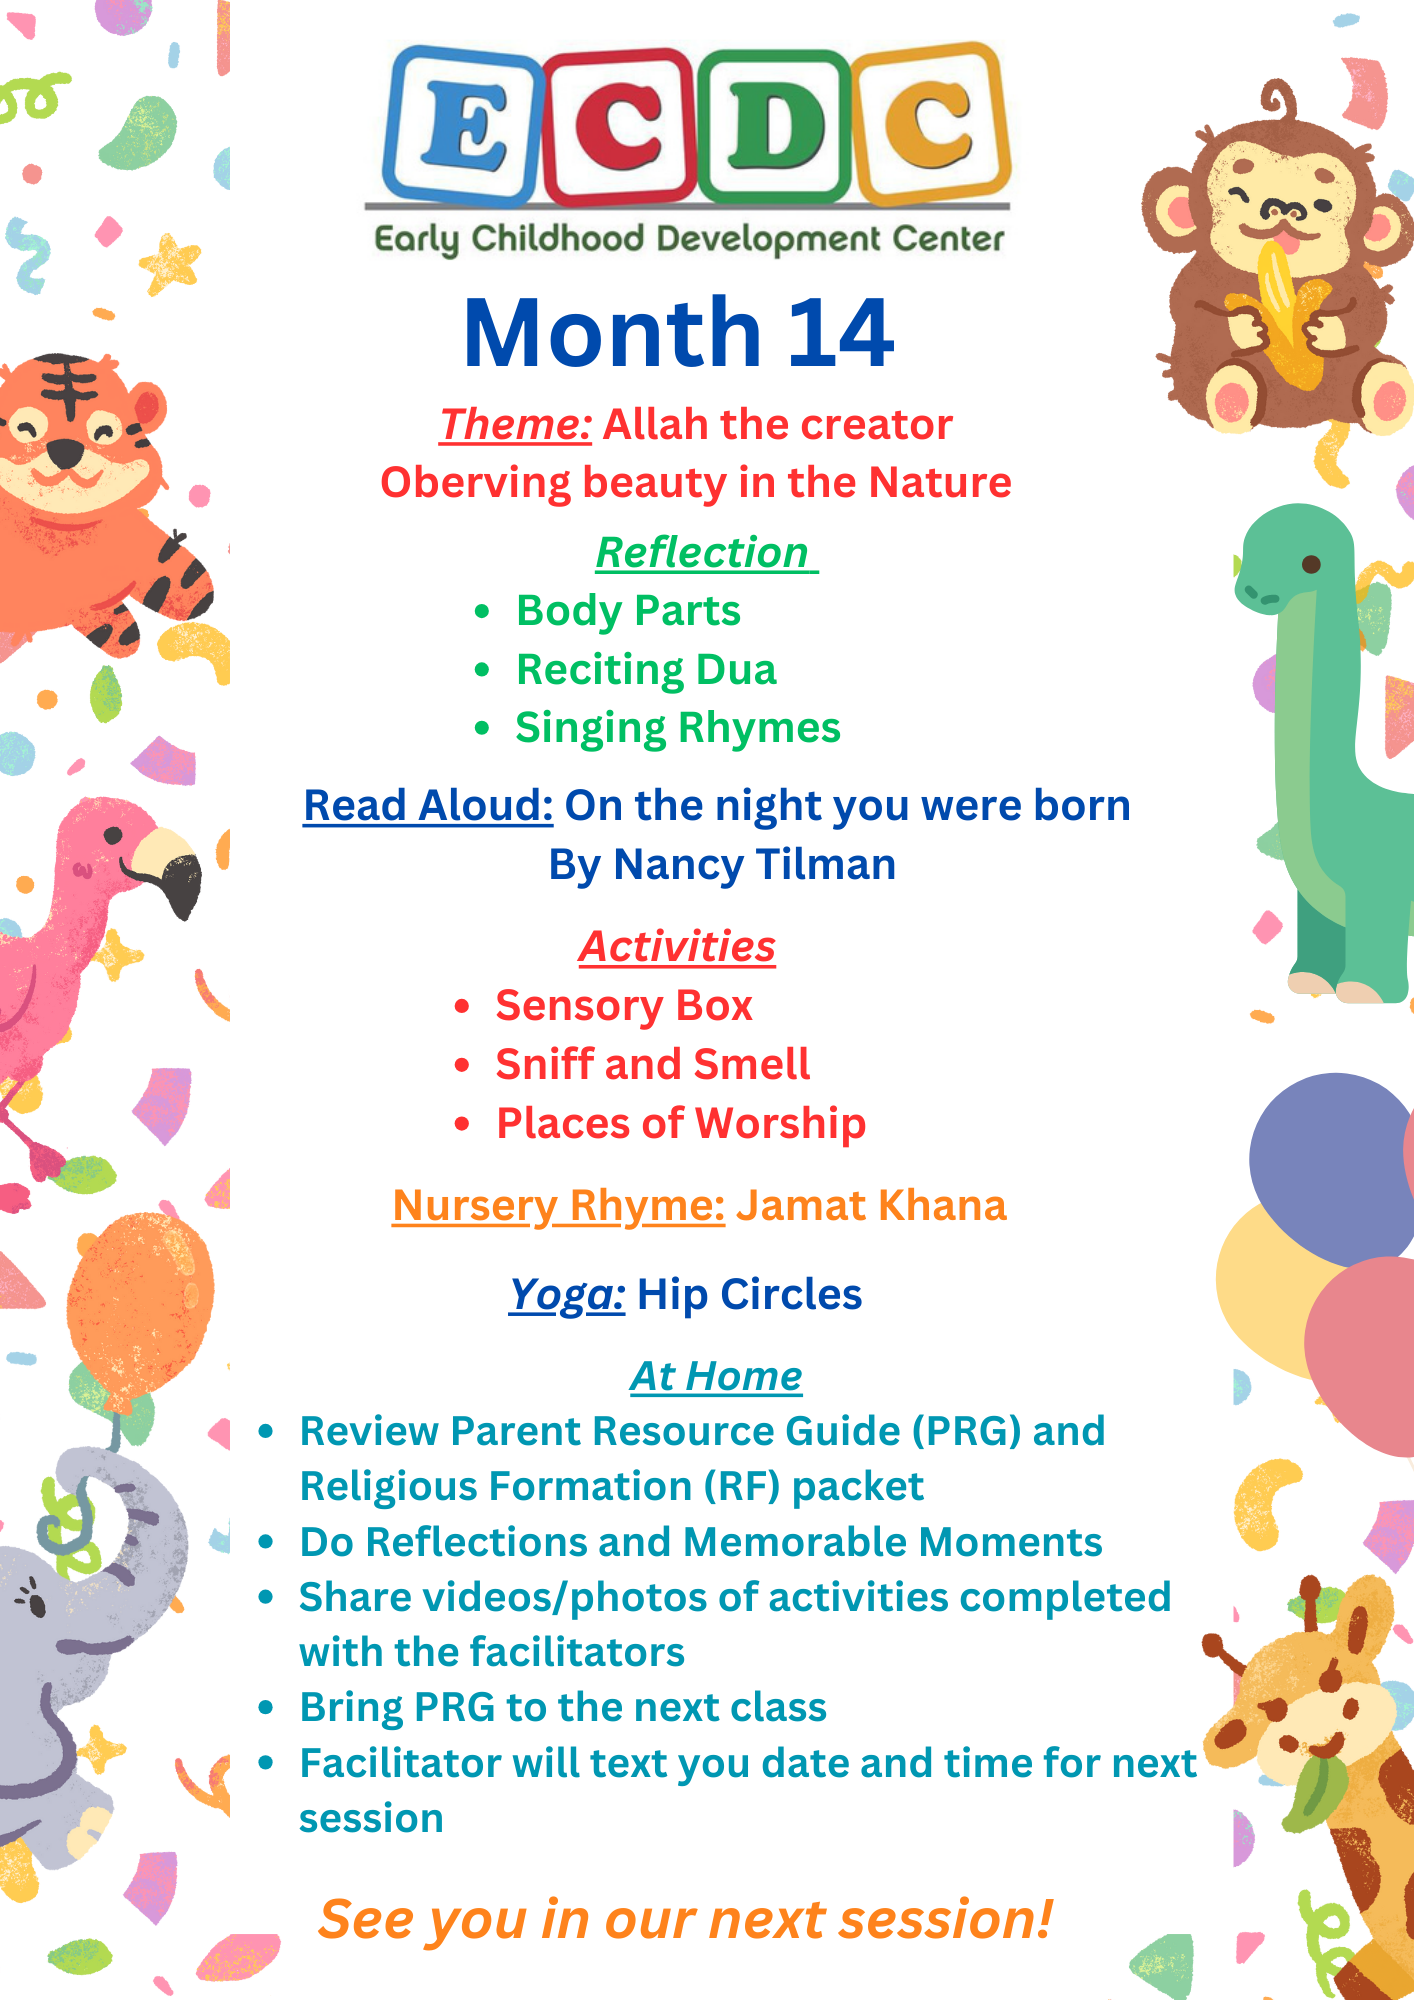 ECDC
Early Childhood Development Center
Month 14
Theme: Allah the creator
Oberving beauty in the Nature
Reflection
• Body Parts
• Reciting Dua
• Singing Rhymes
Read Aloud: On the night you were born
By Nancy Tilman
Activities
• Sensory Box
• Sniff and Smell
• Places of Worship
Nursery Rhyme: Jamat Khana
Yoga: Hip Circles
At Home
• Review Parent Resource Guide (PRG) and
Religious Formation (RF) packet
• Do Reflections and Memorable Moments
• Share videos/photos of activities completed
with the facilitators
• Bring PRG to the next class
• Facilitator will text you date and time for next
session
See you in our next session!